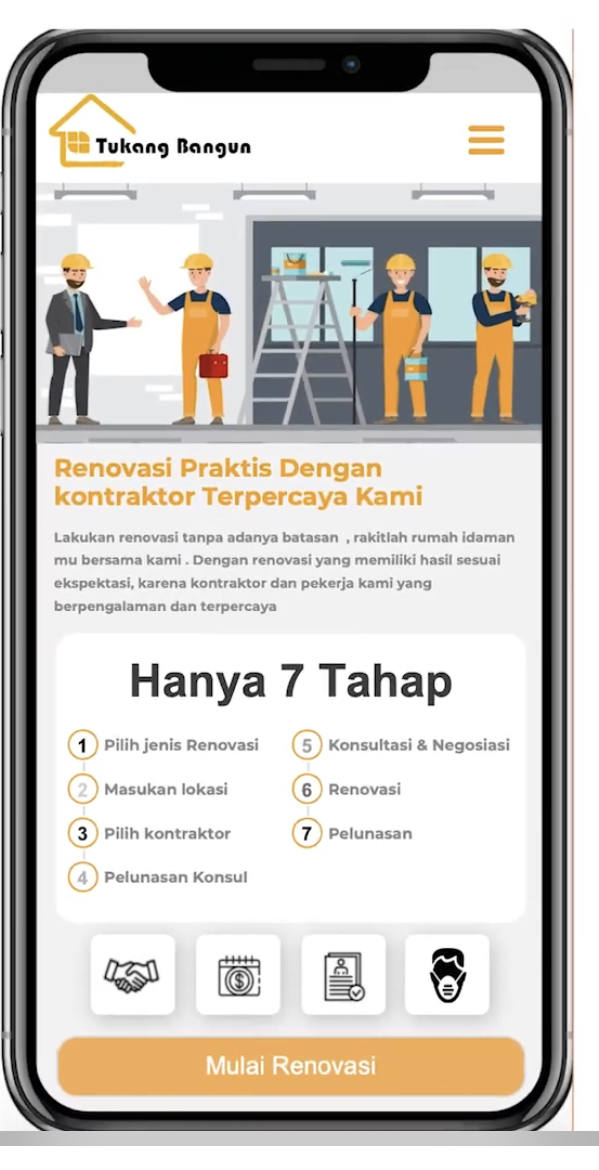 Tukang Bangun
Renovasi Praktis Dengan
kontraktor Terpercaya Kami
Lakukan renovasi tanpa adanya batasan , rakitlah rumah idaman
mu bersama kami . Dengan renovasi yang memiliki hasil sesuai
ekspektasi, karena kontraktor dan pekerja kami yang
berpengalaman dan terpercaya
Hanya 7 Tahap
1 Pilih jenis Renovasi
2 Masukan lokasi
3 Pilih kontraktor
4 Pelunasan Konsul
5 Konsultasi & Negosiasi
6 Renovasi
7 Pelunasan
$
Mulai Renovasi